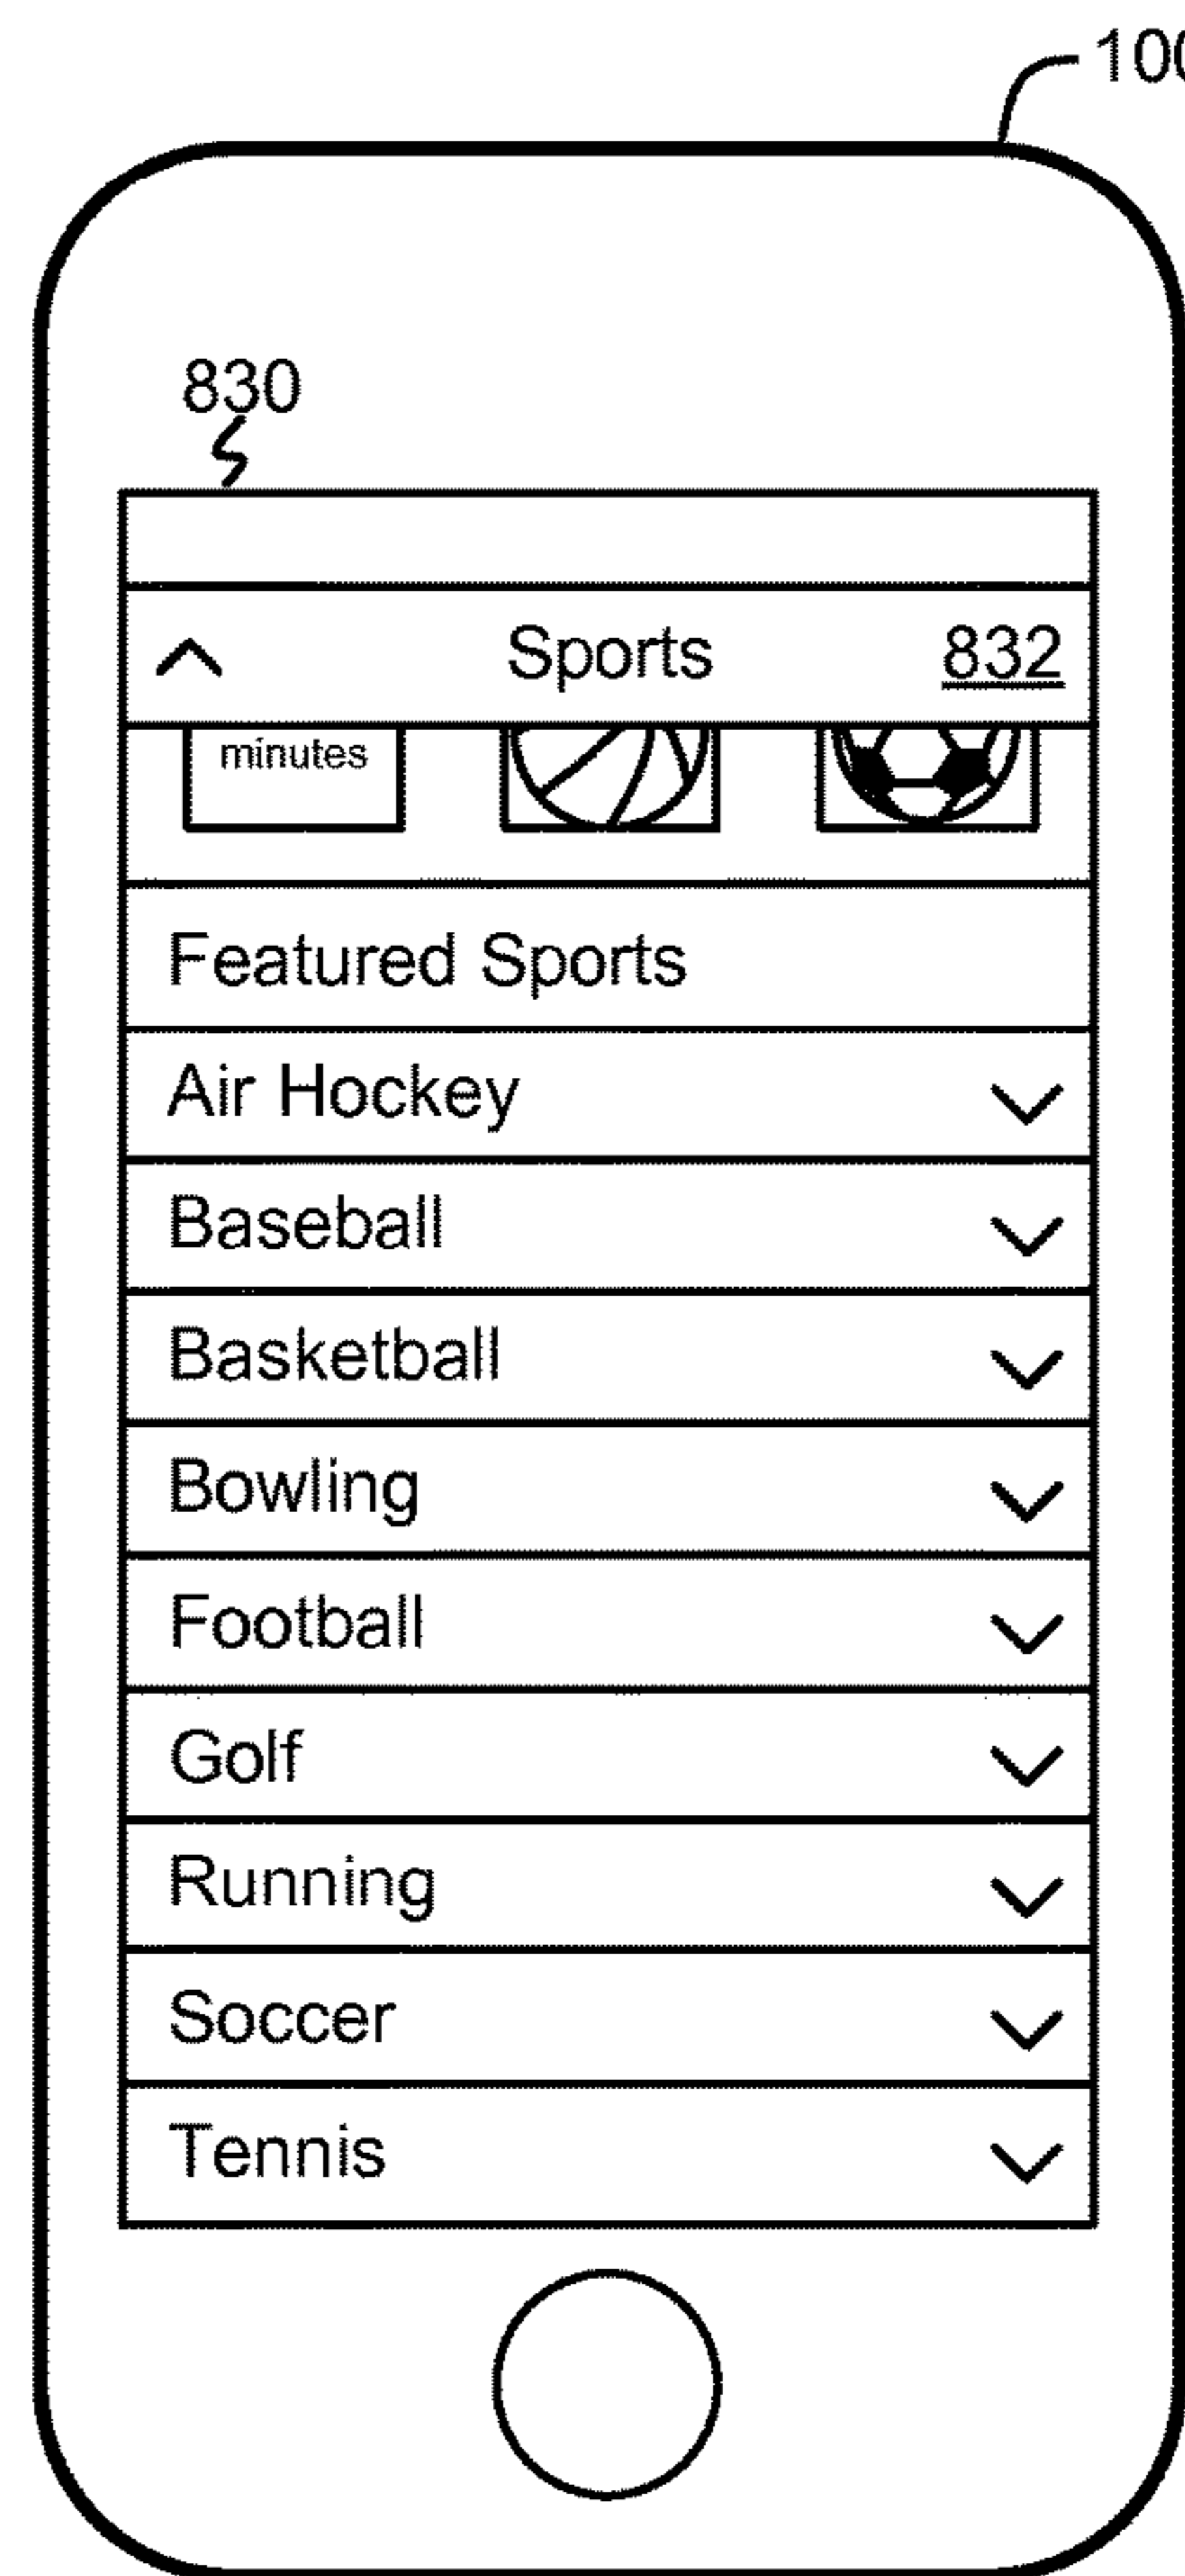 100
830
Sports 832
minutes
Featured Sports
Air Hockey
Baseball
Basketball
Bowling
Football
Golf
Running
Soccer
Tennis